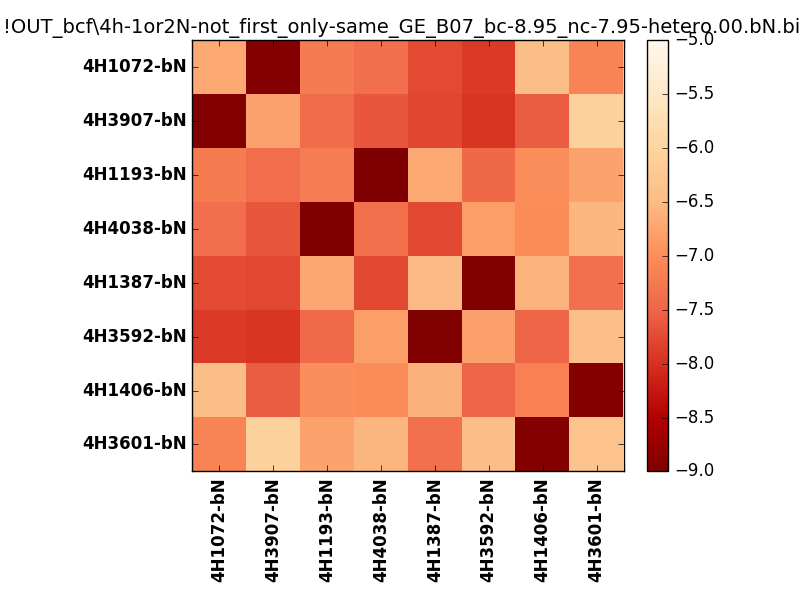 !OUT_bcf\4h-1or2N-not_first_only-same_GE_B07_bc-8.95_nc-7.95-hetero.00.bN.bi
4H1072-bN
4H3907-bN
4H1193-bN
4H4038-bN
4H1387-bN
4H3592-bN
4H1406-bN
4H3601-bN
−5.0
−5.5
−6.0
−6.5
−7.0
−7.5
−8.0
−8.5
−9.0
4H1072-bN
4H3907-bN
4H1193-bN
4H4038-bN
4H1387-bN
4H3592-bN
4H1406-bN
4H3601-bN